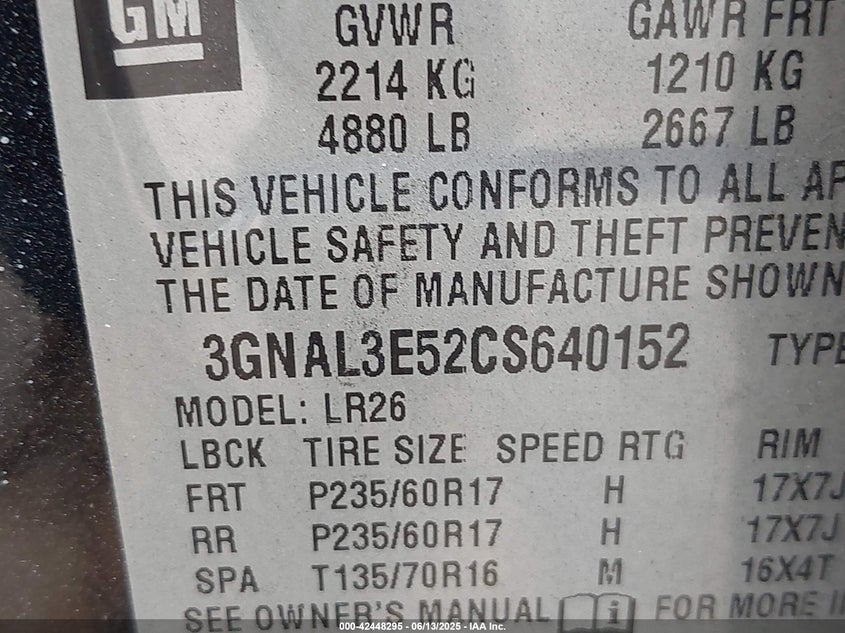 GM
GVWR GAWR FRT
2214 KG 1210 KG
4880 LB 2667 LB
THIS VEHICLE CONFORMS TO ALL AP
VEHICLE SAFETY AND THEFT PREVEN
THE DATE OF MANUFACTURE SHOWN
3GNAL3E52CS640152 TYPE
MODEL: LR26
LBCK TIRE SIZE SPEED RTG RIM
FRT P235/60R17 H 17X7J
RR P235/60R17 H 17X7J
SPA T135/70R16 M 16X4T
SEE OWNER'S MANUAL i FOR MORE I
000-42448295 - 06/13/2025 - IAA Inc.